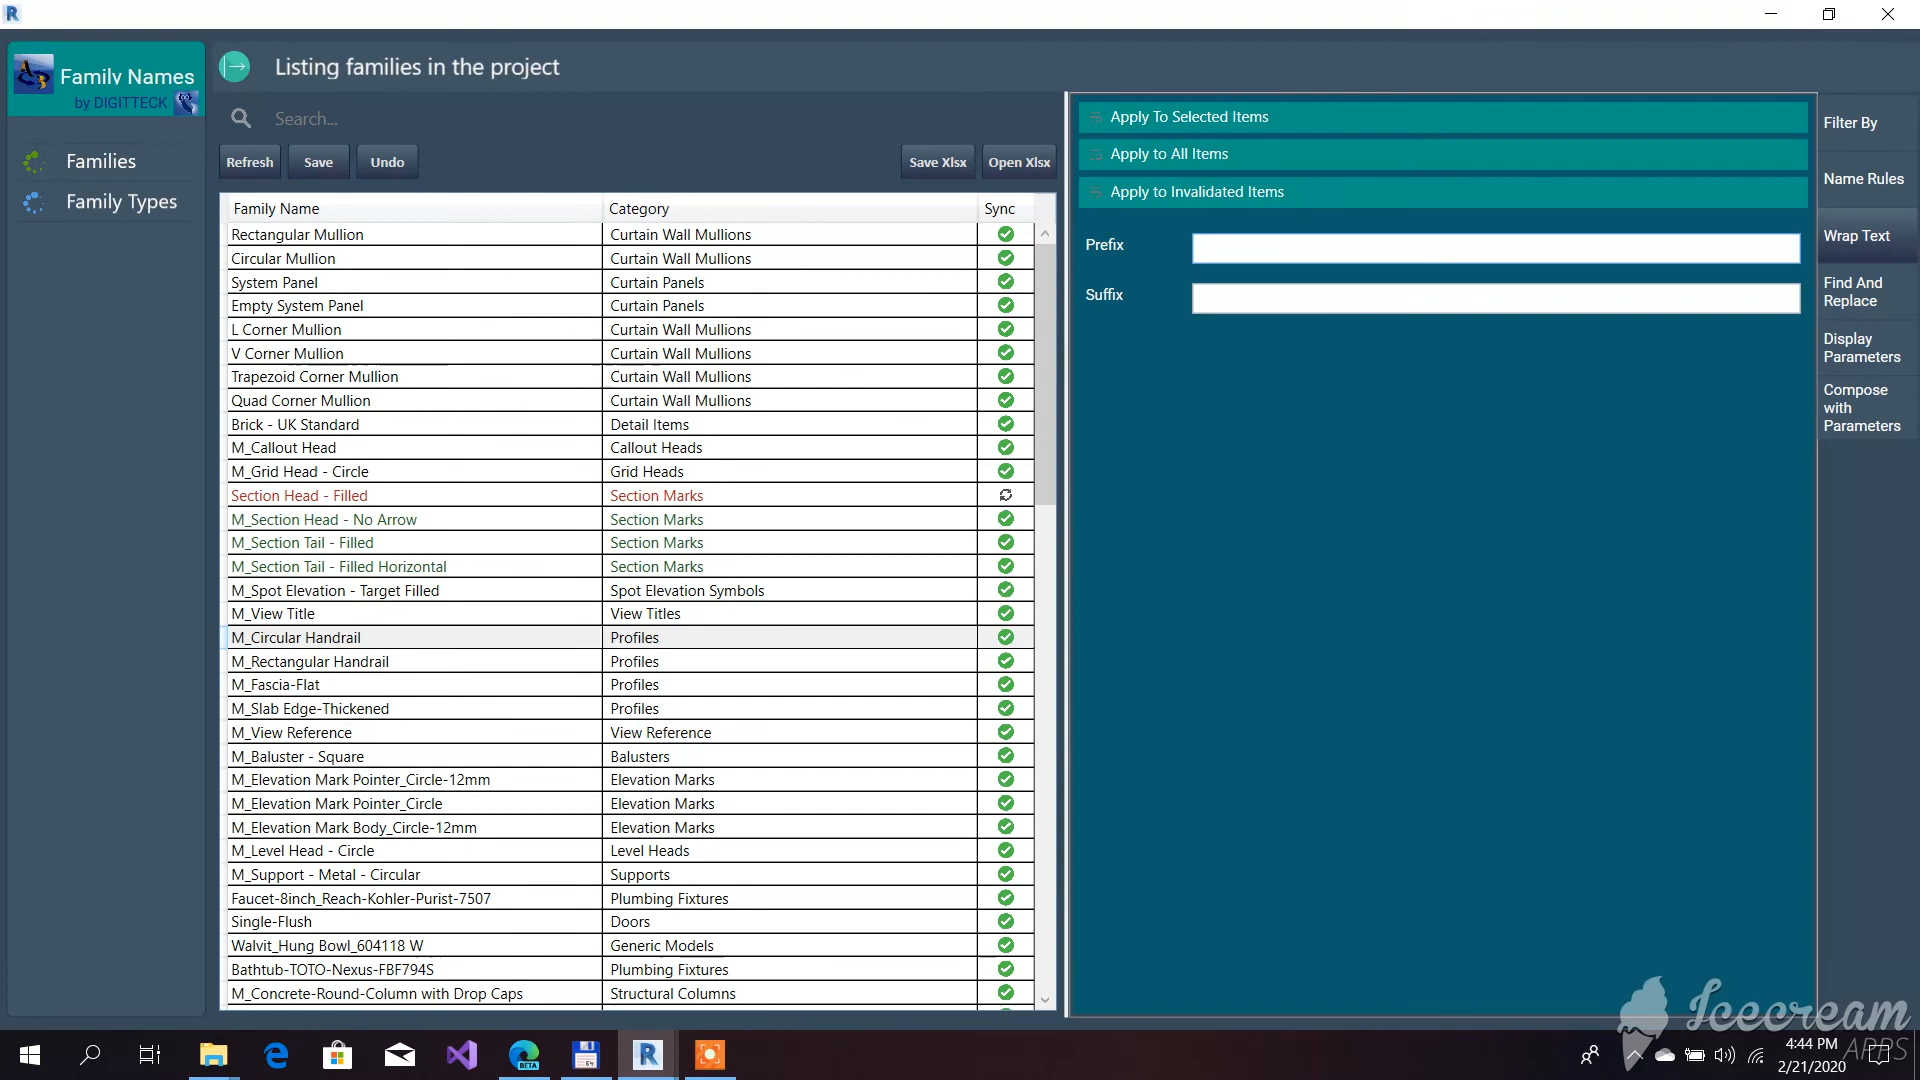 R
Family Names
by DIGITTECK
Families
Family Types
Listing families in the project
Search...
Refresh
Save
Undo
Save Xlsx
Open Xlsx
Family Name Category Sync
Rectangular Mullion Curtain Wall Mullions
Circular Mullion Curtain Wall Mullions
System Panel Curtain Panels
Empty System Panel Curtain Panels
L Corner Mullion Curtain Wall Mullions
V Corner Mullion Curtain Wall Mullions
Trapezoid Corner Mullion Curtain Wall Mullions
Quad Corner Mullion Curtain Wall Mullions
Brick - UK Standard Detail Items
M_Callout Head Callout Heads
M_Grid Head - Circle Grid Heads
Section Head - Filled Section Marks
M_Section Head - No Arrow Section Marks
M_Section Tail - Filled Section Marks
M_Section Tail - Filled Horizontal Section Marks
M_Spot Elevation - Target Filled Spot Elevation Symbols
M_View Title View Titles
M_Circular Handrail Profiles
M_Rectangular Handrail Profiles
M_Fascia-Flat Profiles
M_Slab Edge-Thickened Profiles
M_View Reference View Reference
M_Baluster - Square Balusters
M_Elevation Mark Pointer_Circle-12mm Elevation Marks
M_Elevation Mark Pointer_Circle Elevation Marks
M_Elevation Mark Body_Circle-12mm Elevation Marks
M_Level Head - Circle Level Heads
M_Support - Metal - Circular Supports
Faucet-8inch_Reach-Kohler-Purist-7507 Plumbing Fixtures
Single-Flush Doors
Walvit_Hung Bowl_604118 W Generic Models
Bathtub-TOTO-Nexus-FBF794S Plumbing Fixtures
M_Concrete-Round-Column with Drop Caps Structural Columns
Apply To Selected Items
Apply to All Items
Apply to Invalidated Items
Prefix
Suffix
Filter By
Name Rules
Wrap Text
Find And
Replace
Display
Parameters
Compose
with
Parameters
Icecream
APPS
BETA
R
4:44 PM
2/21/2020